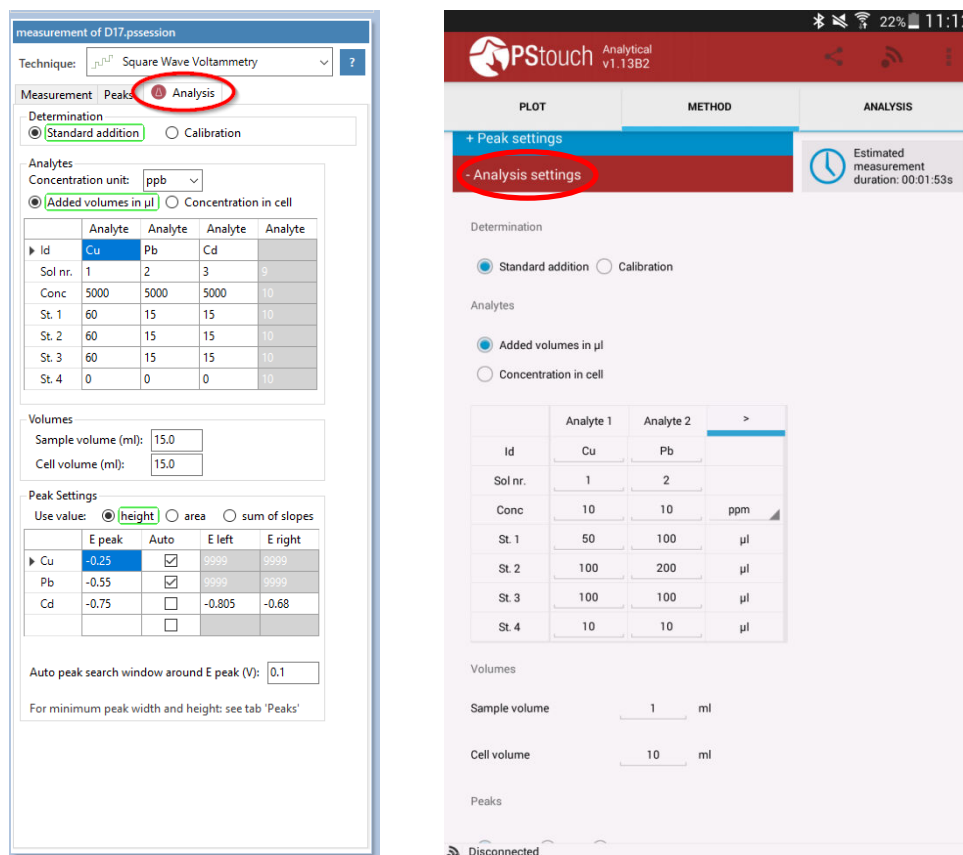 measurement of D17.pssession
Technique: Square Wave Voltammetry ?
Measurement Peaks Analysis
Determination
Standard addition Calibration
Analytes
Concentration unit: ppb
Added volumes in µl Concentration in cell
Analyte Analyte Analyte Analyte
Id Cu Pb Cd
Sol nr. 1 2 3 9
Conc 5000 5000 5000 10
St. 1 60 15 15 10
St. 2 60 15 15 10
St. 3 60 15 15 10
St. 4 0 0 0 10
Volumes
Sample volume (ml): 15.0
Cell volume (ml): 15.0
Peak Settings
Use value: height area sum of slopes
E peak Auto E left E right
Cu -0.25 9999 9999
Pb -0.55 9999 9999
Cd -0.75 -0.805 -0.68
Auto peak search window around E peak (V): 0.1
For minimum peak width and height: see tab 'Peaks'
22% 11:1
PStouch Analytical
v1.13B2
PLOT METHOD ANALYSIS
+ Peak settings
- Analysis settings
Estimated
measurement
duration: 00:01:53s
Determination
Standard addition Calibration
Analytes
Added volumes in µl
Concentration in cell
Analyte 1 Analyte 2 >
Id Cu Pb
Sol nr. 1 2
Conc 10 10 ppm
St. 1 50 100 µl
St. 2 100 200 µl
St. 3 100 100 µl
St. 4 10 10 µl
Volumes
Sample volume 1 ml
Cell volume 10 ml
Peaks
Disconnected